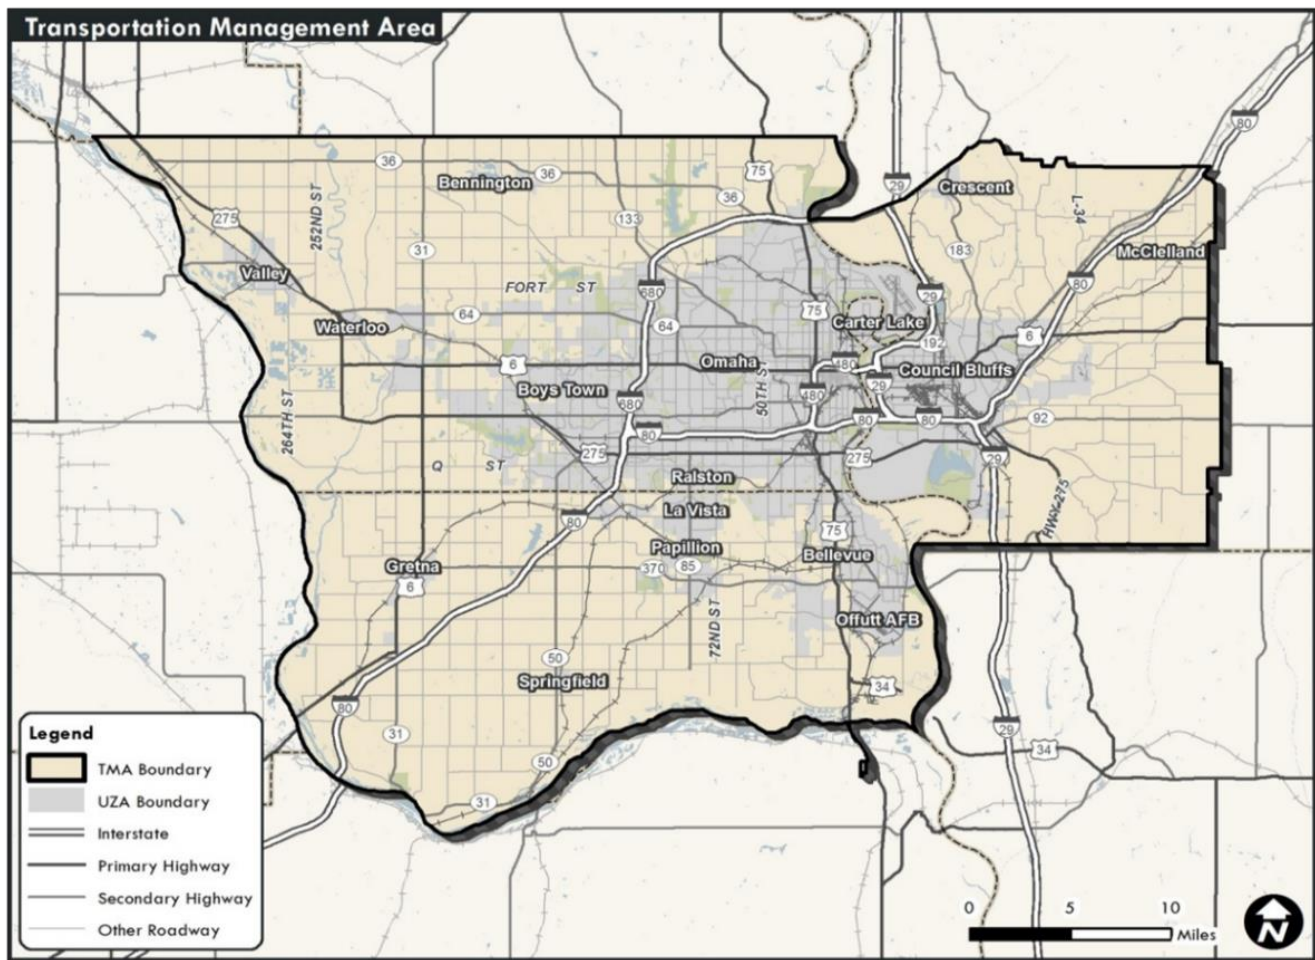 Transportation Management Area
80
36
Bennington
36
75
29
Crescent
36
275
252ND ST
133
L-34
31
183
McClelland
Valley
FORT ST
680
29
80
64
75
Waterloo
64
Carter Lake
6
192
6
Omaha
480
Council Bluffs
Boys Town
29
680
50TH ST
480
264TH ST
80
80
80
92
275
275
29
Q ST
Ralston
HWY 275
La Vista
80
75
Papillion
Bellevue
Gretna
370
85
6
72ND ST
Offutt AFB
50
Springfield
34
80
29
31
34
50
31
Legend
TMA Boundary
UZA Boundary
Interstate
Primary Highway
Secondary Highway
Other Roadway
0 5 10
Miles
N